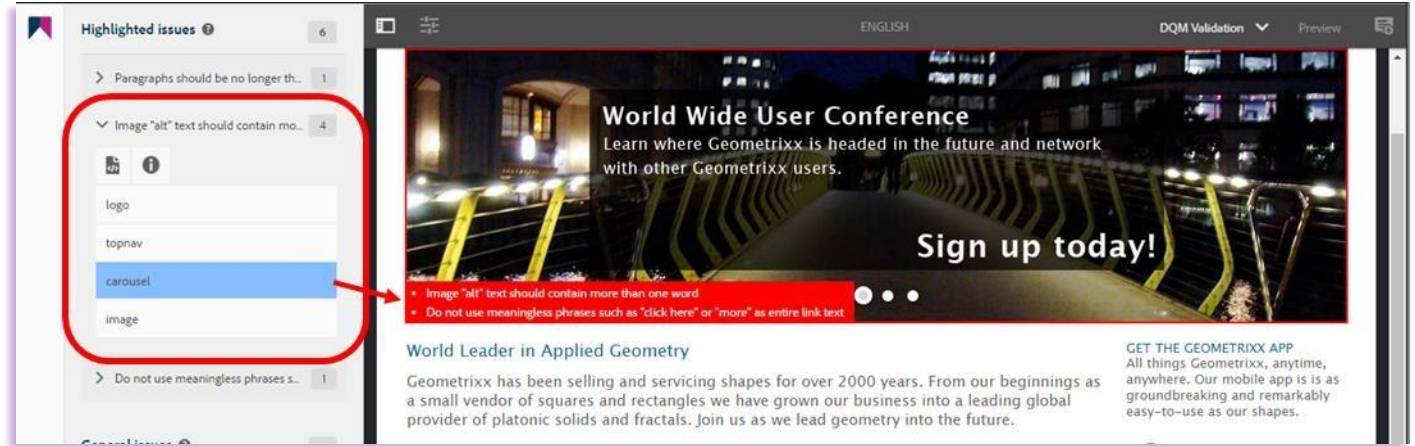 Highlighted issues
6
Paragraphs should be no longer th...
1
Image "alt" text should contain mo...
4
logo
topnav
carousel
image
Do not use meaningless phrases s...
1
General issues
ENGLISH
DQM Validation
Preview
World Wide User Conference
Learn where Geometrixx is headed in the future and network
with other Geometrixx users.
Sign up today!
• Image "alt" text should contain more than one word
• Do not use meaningless phrases such as "click here" or "more" as entire link text
World Leader in Applied Geometry
Geometrixx has been selling and servicing shapes for over 2000 years. From our beginnings as
a small vendor of squares and rectangles we have grown our business into a leading global
provider of platonic solids and fractals. Join us as we lead geometry into the future.
GET THE GEOMETRIXX APP
All things Geometrixx, anytime,
anywhere. Our mobile app is is as
groundbreaking and remarkably
easy-to-use as our shapes.